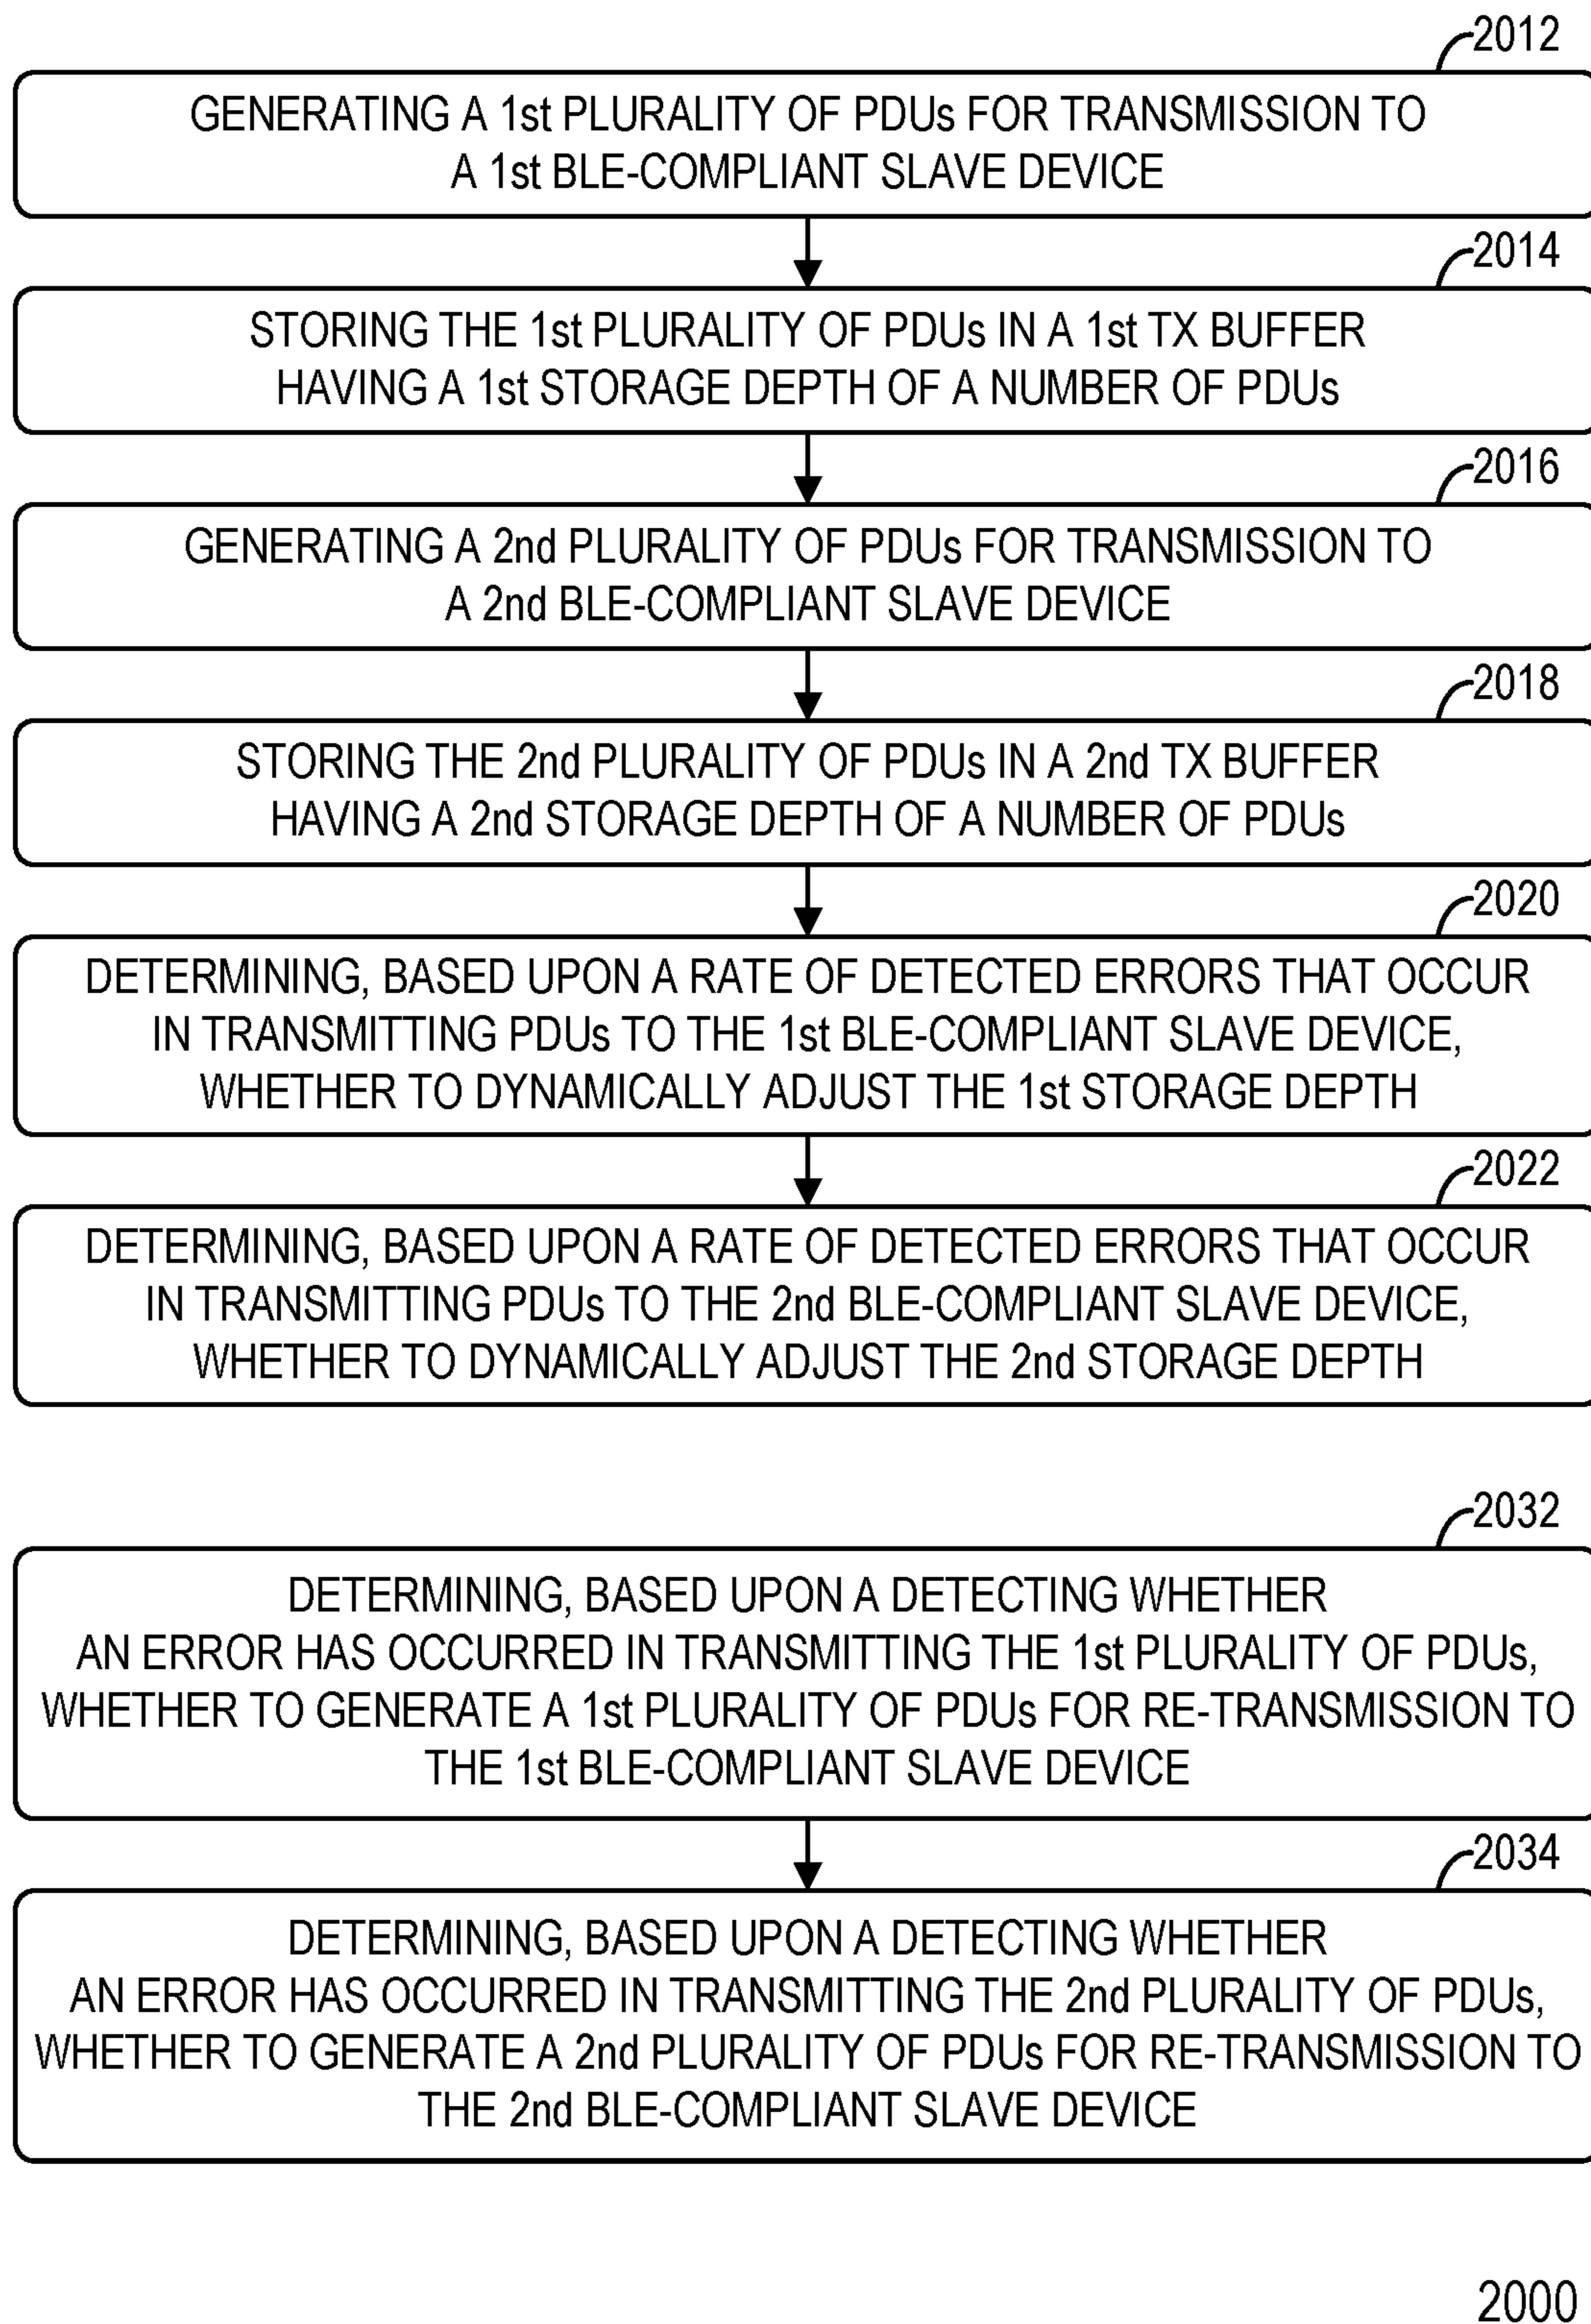 2012
GENERATING A 1st PLURALITY OF PDUs FOR TRANSMISSION TO
A 1st BLE-COMPLIANT SLAVE DEVICE
2014
STORING THE 1st PLURALITY OF PDUs IN A 1st TX BUFFER
HAVING A 1st STORAGE DEPTH OF A NUMBER OF PDUs
2016
GENERATING A 2nd PLURALITY OF PDUs FOR TRANSMISSION TO
A 2nd BLE-COMPLIANT SLAVE DEVICE
2018
STORING THE 2nd PLURALITY OF PDUs IN A 2nd TX BUFFER
HAVING A 2nd STORAGE DEPTH OF A NUMBER OF PDUs
2020
DETERMINING, BASED UPON A RATE OF DETECTED ERRORS THAT OCCUR
IN TRANSMITTING PDUs TO THE 1st BLE-COMPLIANT SLAVE DEVICE,
WHETHER TO DYNAMICALLY ADJUST THE 1st STORAGE DEPTH
2022
DETERMINING, BASED UPON A RATE OF DETECTED ERRORS THAT OCCUR
IN TRANSMITTING PDUs TO THE 2nd BLE-COMPLIANT SLAVE DEVICE,
WHETHER TO DYNAMICALLY ADJUST THE 2nd STORAGE DEPTH
2032
DETERMINING, BASED UPON A DETECTING WHETHER
AN ERROR HAS OCCURRED IN TRANSMITTING THE 1st PLURALITY OF PDUs,
WHETHER TO GENERATE A 1st PLURALITY OF PDUs FOR RE-TRANSMISSION TO
THE 1st BLE-COMPLIANT SLAVE DEVICE
2034
DETERMINING, BASED UPON A DETECTING WHETHER
AN ERROR HAS OCCURRED IN TRANSMITTING THE 2nd PLURALITY OF PDUs,
WHETHER TO GENERATE A 2nd PLURALITY OF PDUs FOR RE-TRANSMISSION TO
THE 2nd BLE-COMPLIANT SLAVE DEVICE
2000